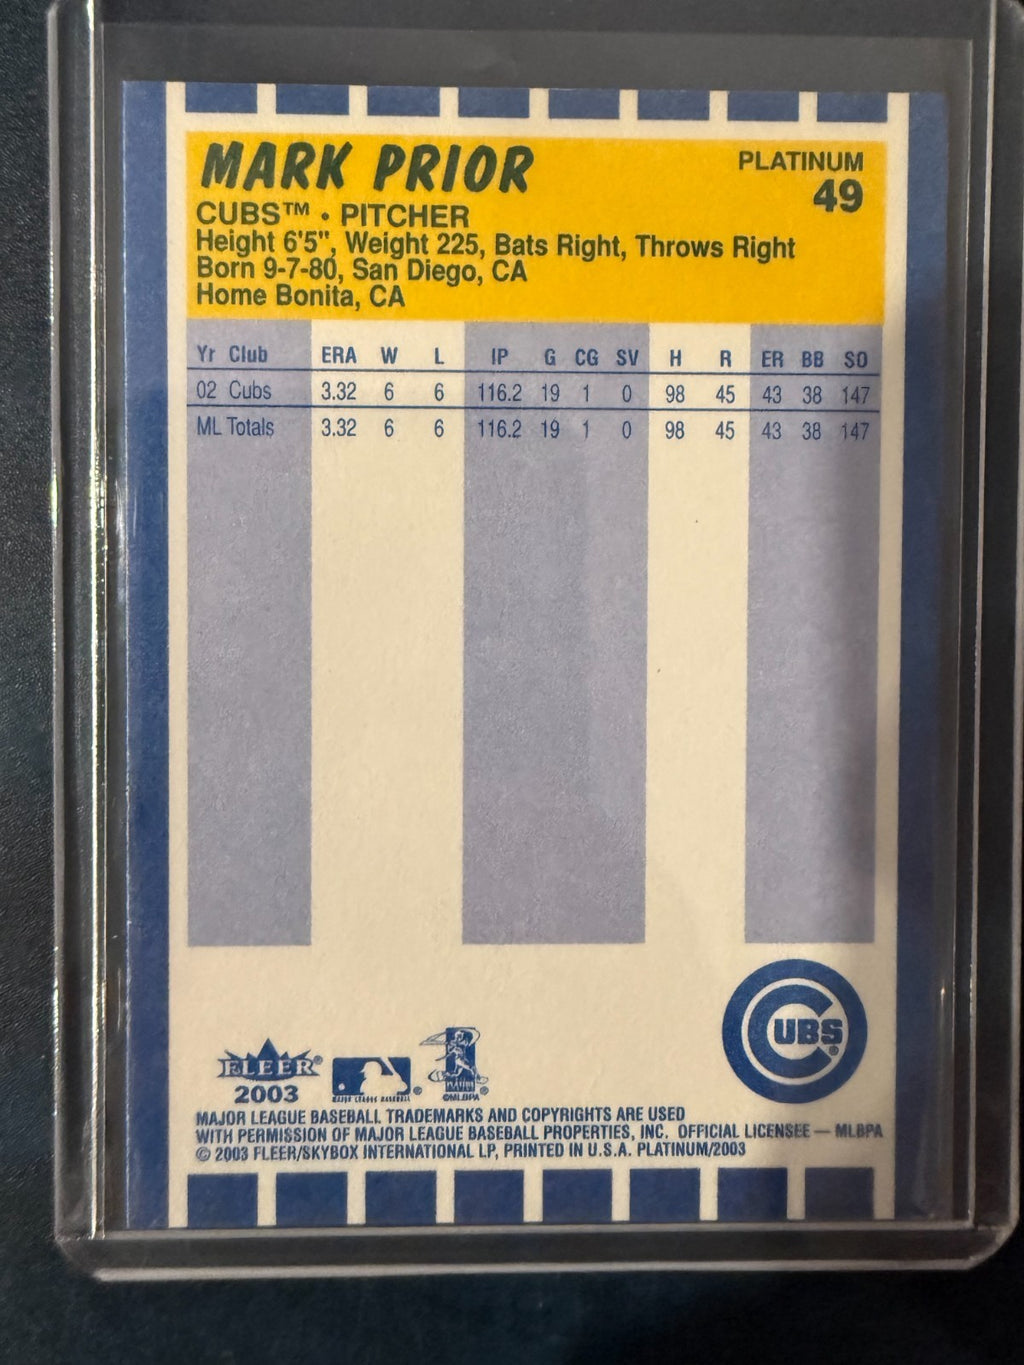 MARK PRIOR
PLATINUM
49
CUBS™ • PITCHER
Height 6'5", Weight 225, Bats Right, Throws Right
Born 9-7-80, San Diego, CA
Home Bonita, CA
Yr Club ERA W L IP G CG SV H R ER BB SO
02 Cubs 3.32 6 6 116.2 19 1 0 98 45 43 38 147
ML Totals 3.32 6 6 116.2 19 1 0 98 45 43 38 147
CUBS®
FLEER®
2003
MAJOR LEAGUE BASEBALL
®
®
©MLBPA
MAJOR LEAGUE BASEBALL TRADEMARKS AND COPYRIGHTS ARE USED
WITH PERMISSION OF MAJOR LEAGUE BASEBALL PROPERTIES, INC. OFFICIAL LICENSEE — MLBPA
© 2003 FLEER/SKYBOX INTERNATIONAL LP, PRINTED IN U.S.A. PLATINUM/2003